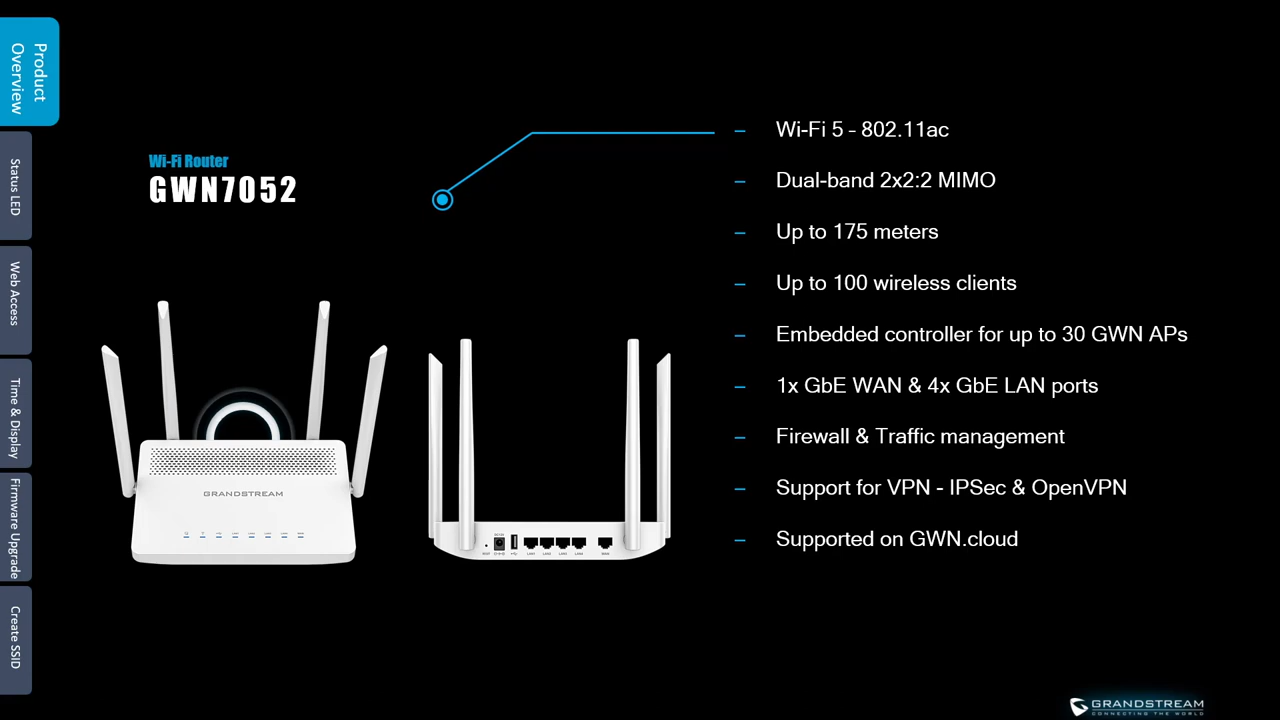 Product
Overview
Status LED
Web Access
Time & Display
Firmware Upgrade
Create SSID
Wi-Fi Router
GWN7052
Wi-Fi 5 - 802.11ac
Dual-band 2x2:2 MIMO
Up to 175 meters
Up to 100 wireless clients
Embedded controller for up to 30 GWN APs
1x GbE WAN & 4x GbE LAN ports
Firewall & Traffic management
Support for VPN - IPSec & OpenVPN
Supported on GWN.cloud
GRANDSTREAM
GRANDSTREAM
CONNECTING THE WORLD